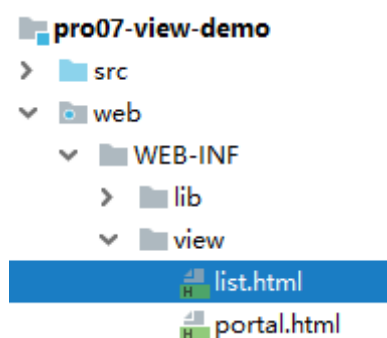 pro07-view-demo
src
web
WEB-INF
lib
view
list.html
portal.html